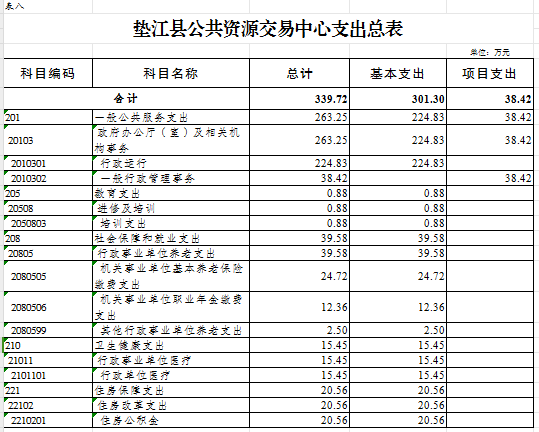 表八
垫江县公共资源交易中心支出总表
单位：万元
科目编码 科目名称 总计 基本支出 项目支出
合计 339.72 301.30 38.42
201 一般公共服务支出 263.25 224.83 38.42
20103 政府办公厅（室）及相关机
构事务 263.25 224.83 38.42
2010301 行政运行 224.83 224.83
2010302 一般行政管理事务 38.42 38.42
205 教育支出 0.88 0.88
20508 进修及培训 0.88 0.88
2050803 培训支出 0.88 0.88
208 社会保障和就业支出 39.58 39.58
20805 行政事业单位养老支出 39.58 39.58
2080505 机关事业单位基本养老保险
缴费支出 24.72 24.72
2080506 机关事业单位职业年金缴费
支出 12.36 12.36
2080599 其他行政事业单位养老支出 2.50 2.50
210 卫生健康支出 15.45 15.45
21011 行政事业单位医疗 15.45 15.45
2101101 行政单位医疗 15.45 15.45
221 住房保障支出 20.56 20.56
22102 住房改革支出 20.56 20.56
2210201 住房公积金 20.56 20.56